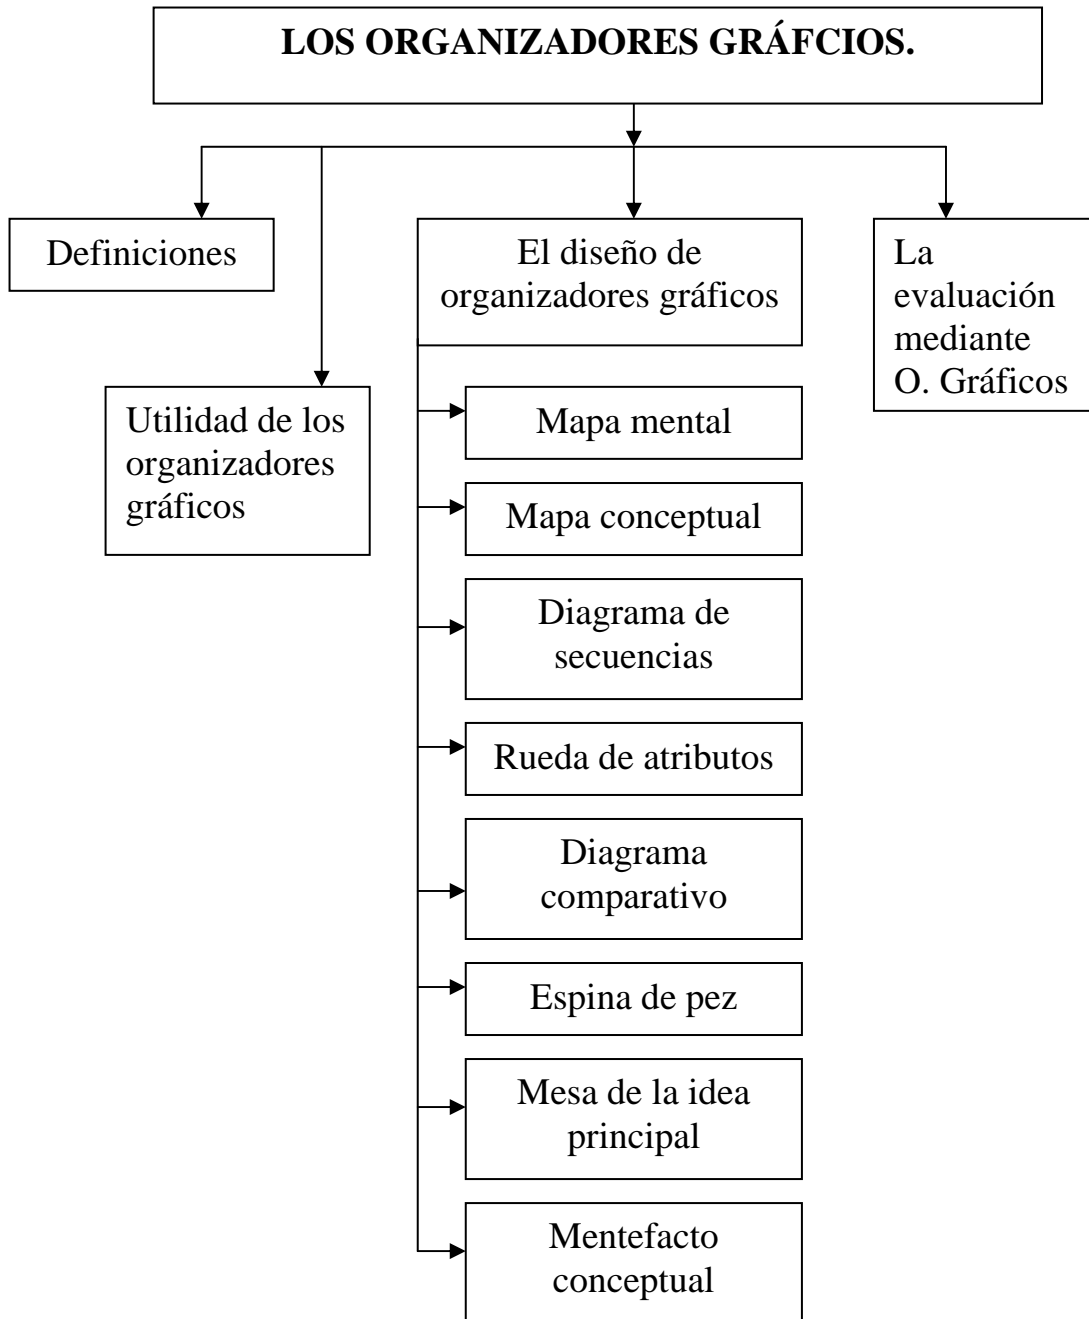 LOS ORGANIZADORES GRÁFCIOS.
Definiciones
Utilidad de los
organizadores
gráficos
El diseño de
organizadores gráficos
La
evaluación
mediante
O. Gráficos
Mapa mental
Mapa conceptual
Diagrama de
secuencias
Rueda de atributos
Diagrama
comparativo
Espina de pez
Mesa de la idea
principal
Mentefacto
conceptual